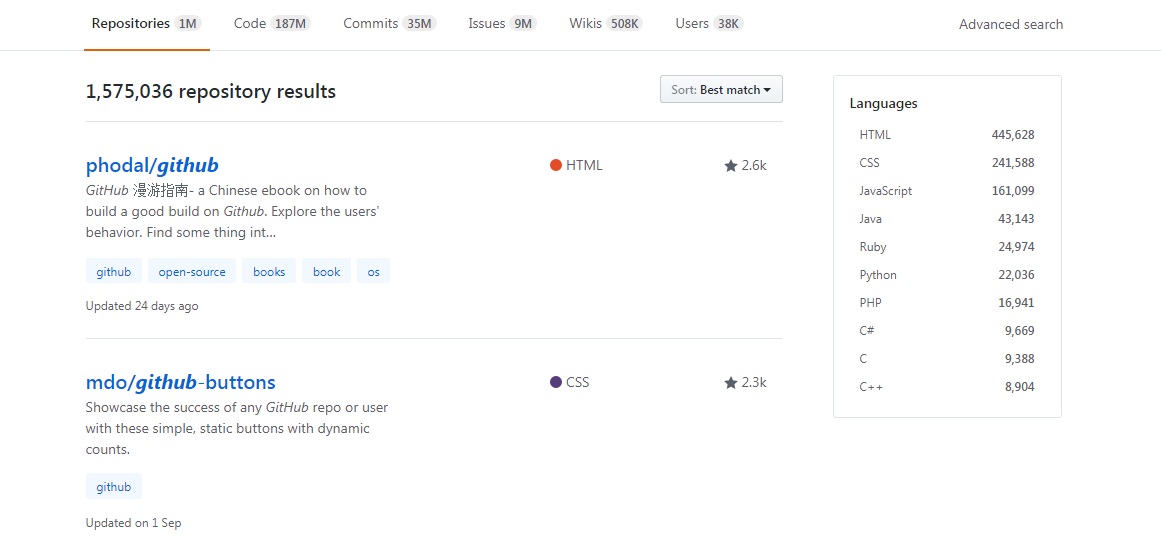 Repositories 1M Code 187M Commits 35M Issues 9M Wikis 508K Users 38K Advanced search
1,575,036 repository results
Sort: Best match
phodal/github
HTML
2.6k
GitHub 漫游指南- a Chinese ebook on how to
build a good build on Github. Explore the users'
behavior. Find some thing int...
github open-source books book os
Updated 24 days ago
mdo/github-buttons
CSS
2.3k
Showcase the success of any GitHub repo or user
with these simple, static buttons with dynamic
counts.
github
Updated on 1 Sep
Languages
HTML 445,628
CSS 241,588
JavaScript 161,099
Java 43,143
Ruby 24,974
Python 22,036
PHP 16,941
C# 9,669
C 9,388
C++ 8,904